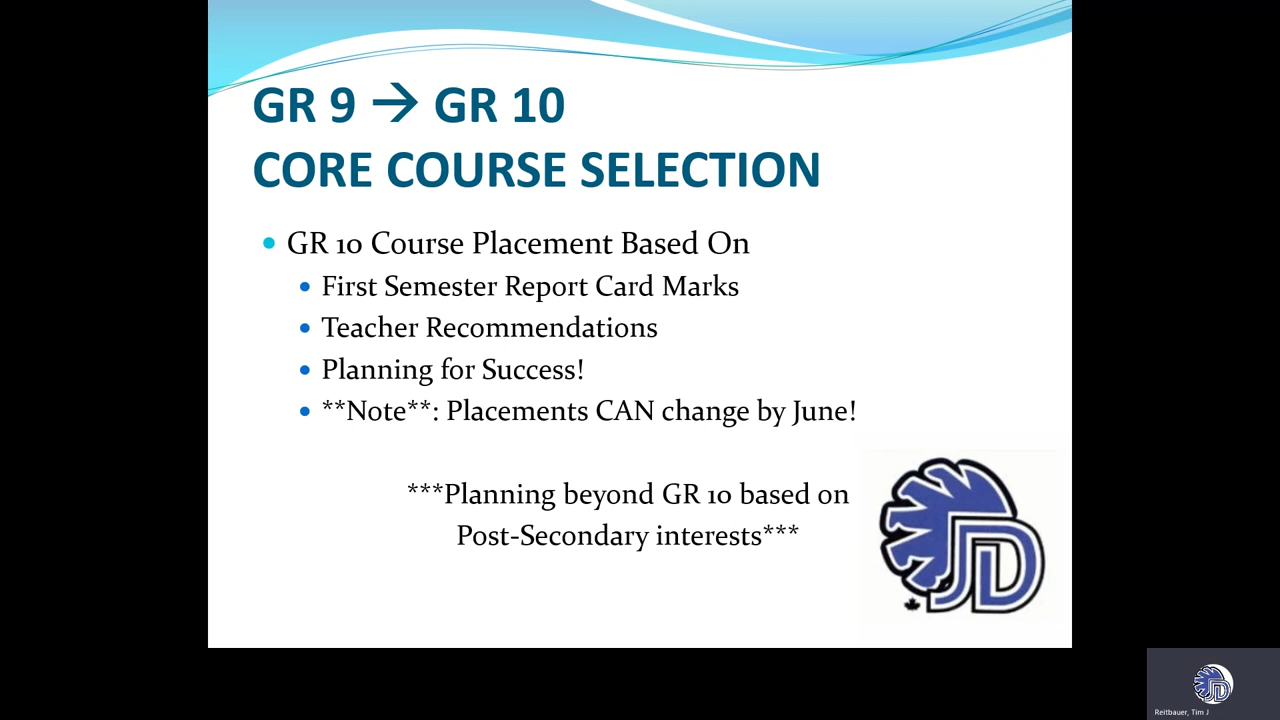 GR 9 → GR 10
CORE COURSE SELECTION
GR 10 Course Placement Based On
First Semester Report Card Marks
Teacher Recommendations
Planning for Success!
**Note**: Placements CAN change by June!
***Planning beyond GR 10 based on
Post-Secondary interests***
JD
JD
Reitbauer, Tim J